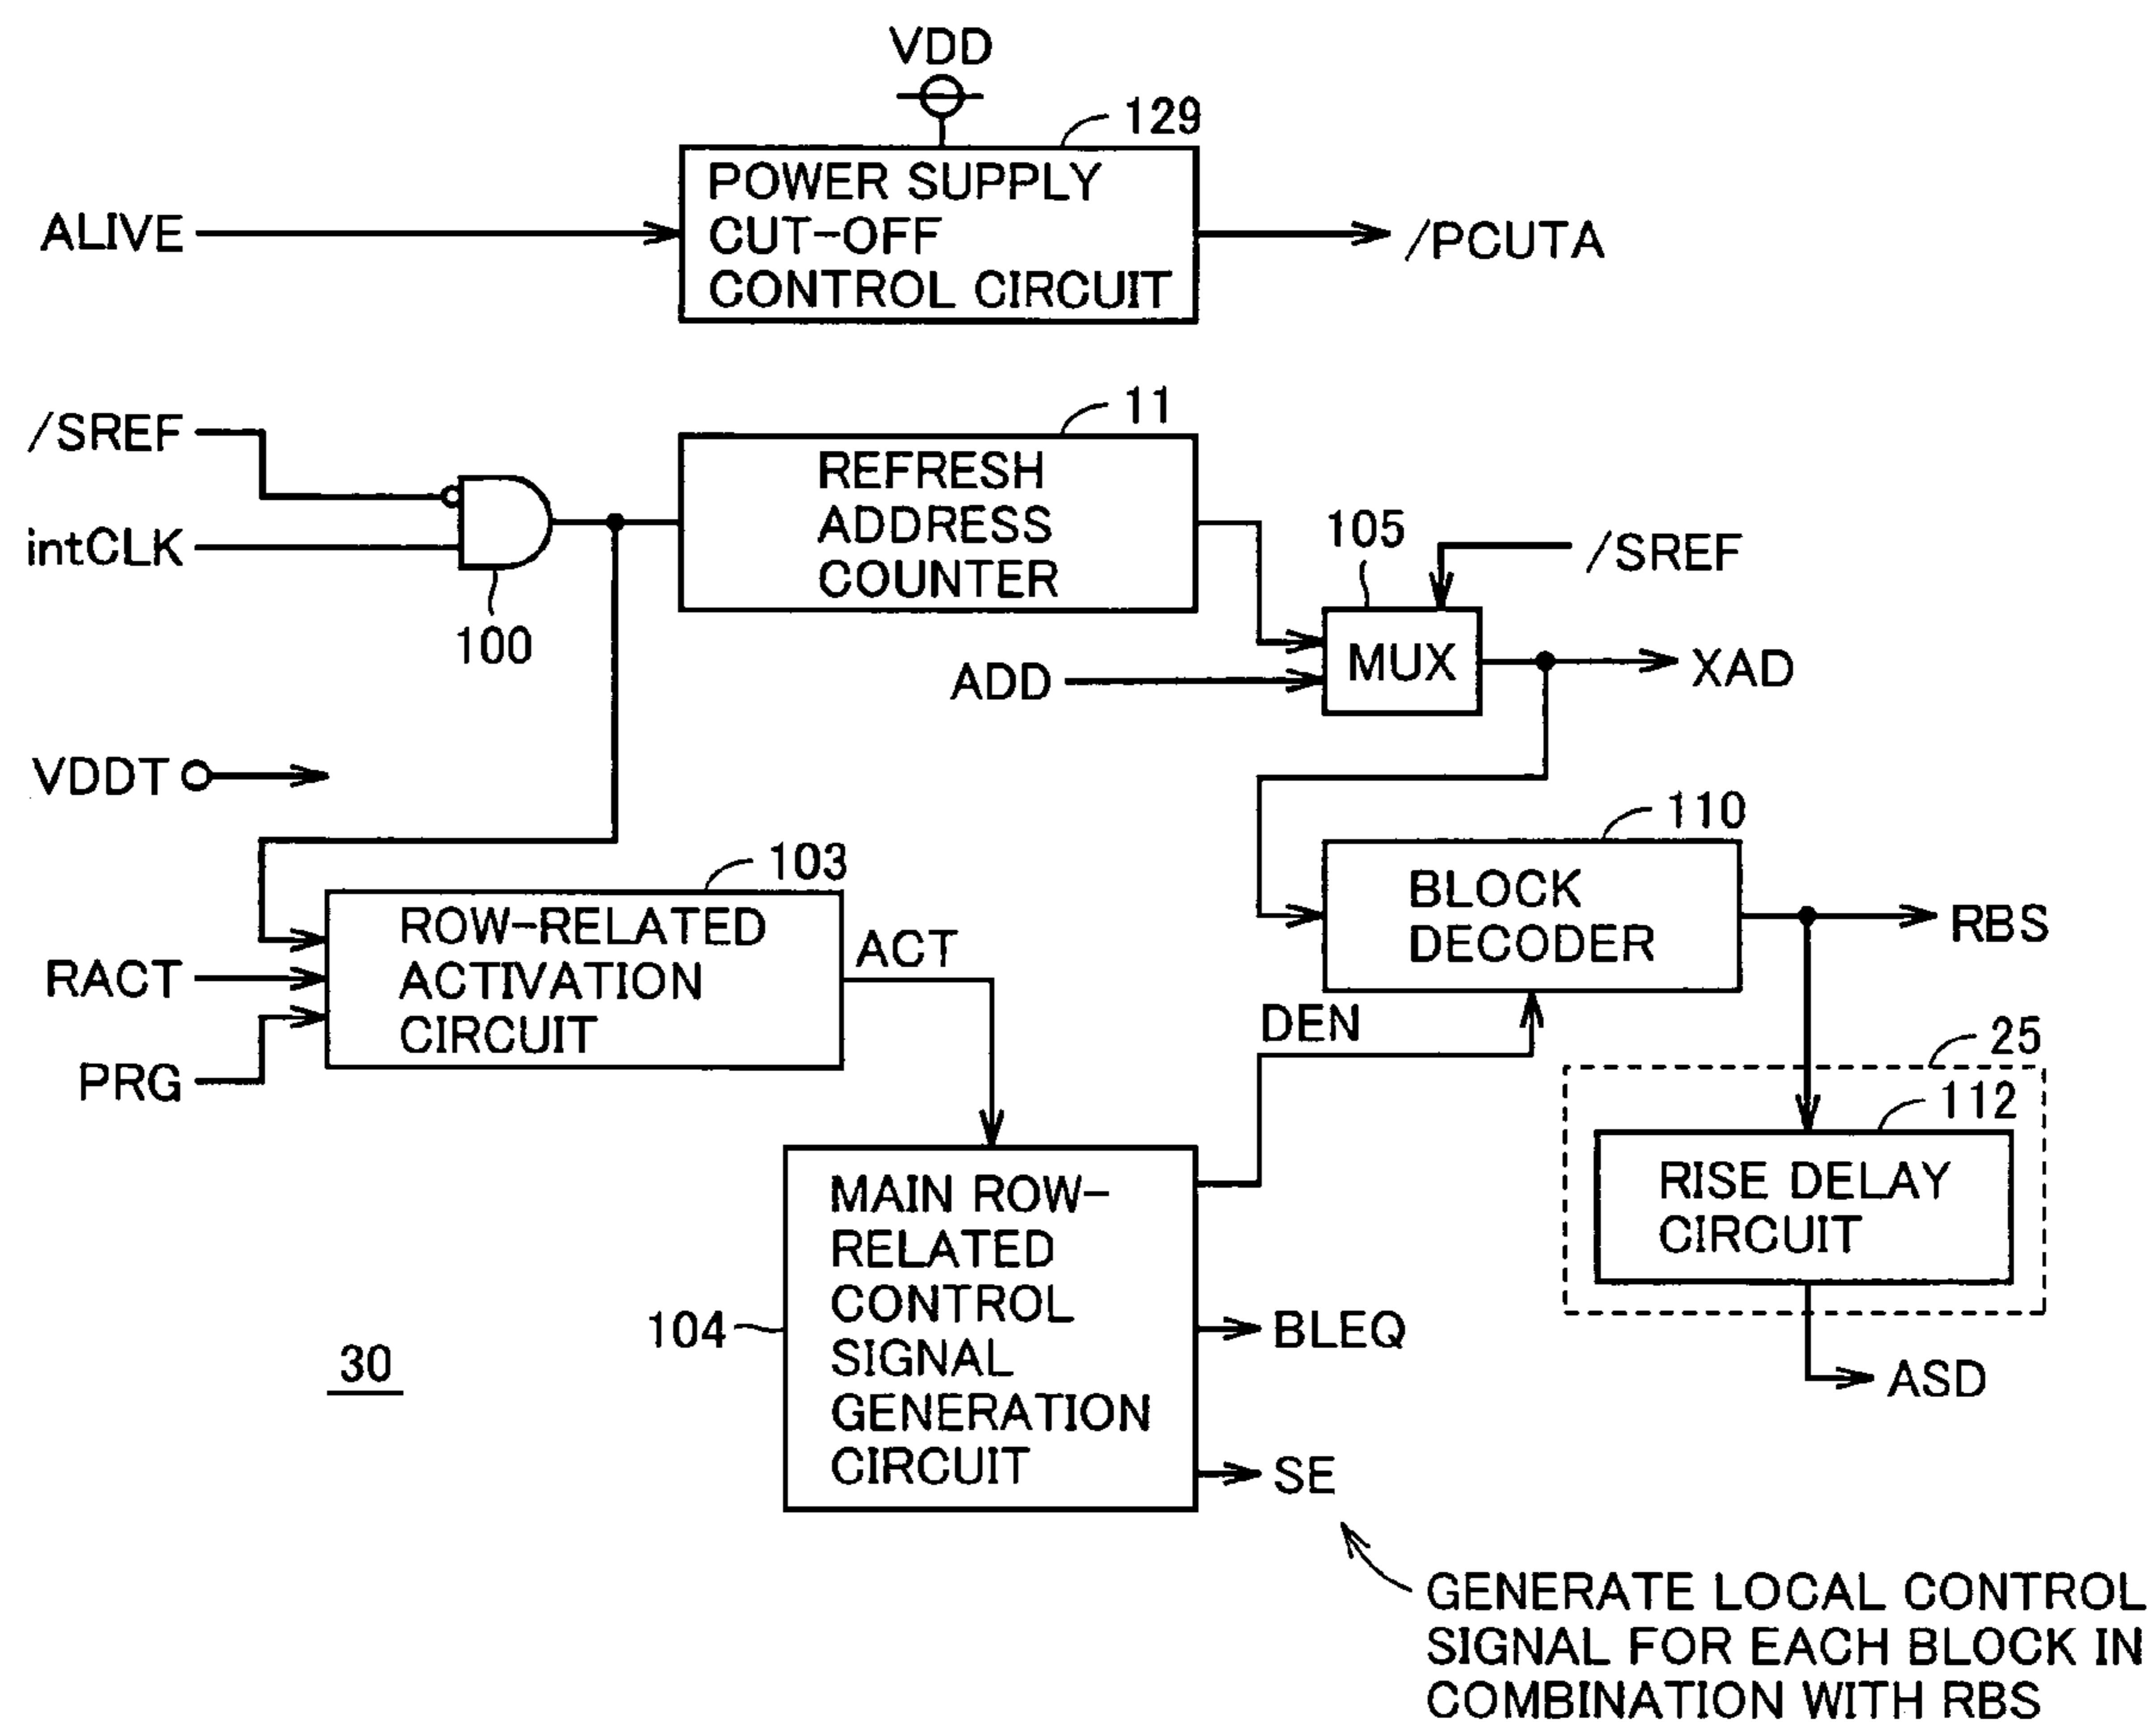 VDD
129
POWER SUPPLY
CUT-OFF
CONTROL CIRCUIT
ALIVE
/PCUTA
/SREF
intCLK
100
11
REFRESH
ADDRESS
COUNTER
105
/SREF
MUX
ADD
XAD
VDDT
110
BLOCK
DECODER
RBS
103
ROW-RELATED
ACTIVATION
CIRCUIT
RACT
PRG
ACT
DEN
25
112
RISE DELAY
CIRCUIT
ASD
104
MAIN ROW-
RELATED
CONTROL
SIGNAL
GENERATION
CIRCUIT
BLEQ
SE
30
GENERATE LOCAL CONTROL
SIGNAL FOR EACH BLOCK IN
COMBINATION WITH RBS